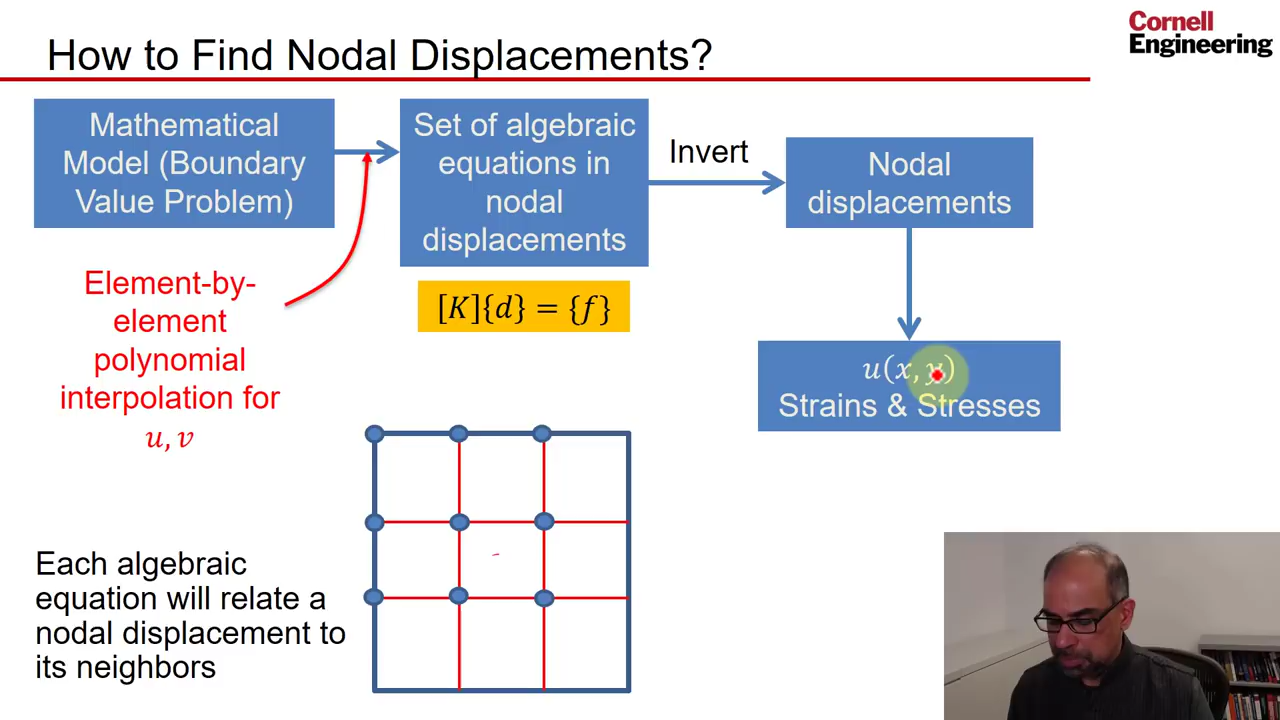 Cornell
Engineering
How to Find Nodal Displacements?
Mathematical
Model (Boundary
Value Problem)
Set of algebraic
equations in
nodal
displacements
Invert
Nodal
displacements
Element-by-
element
polynomial
interpolation for
u, v
[K]{d} = {f}
u(x, y)
Strains & Stresses
Each algebraic
equation will relate a
nodal displacement to
its neighbors